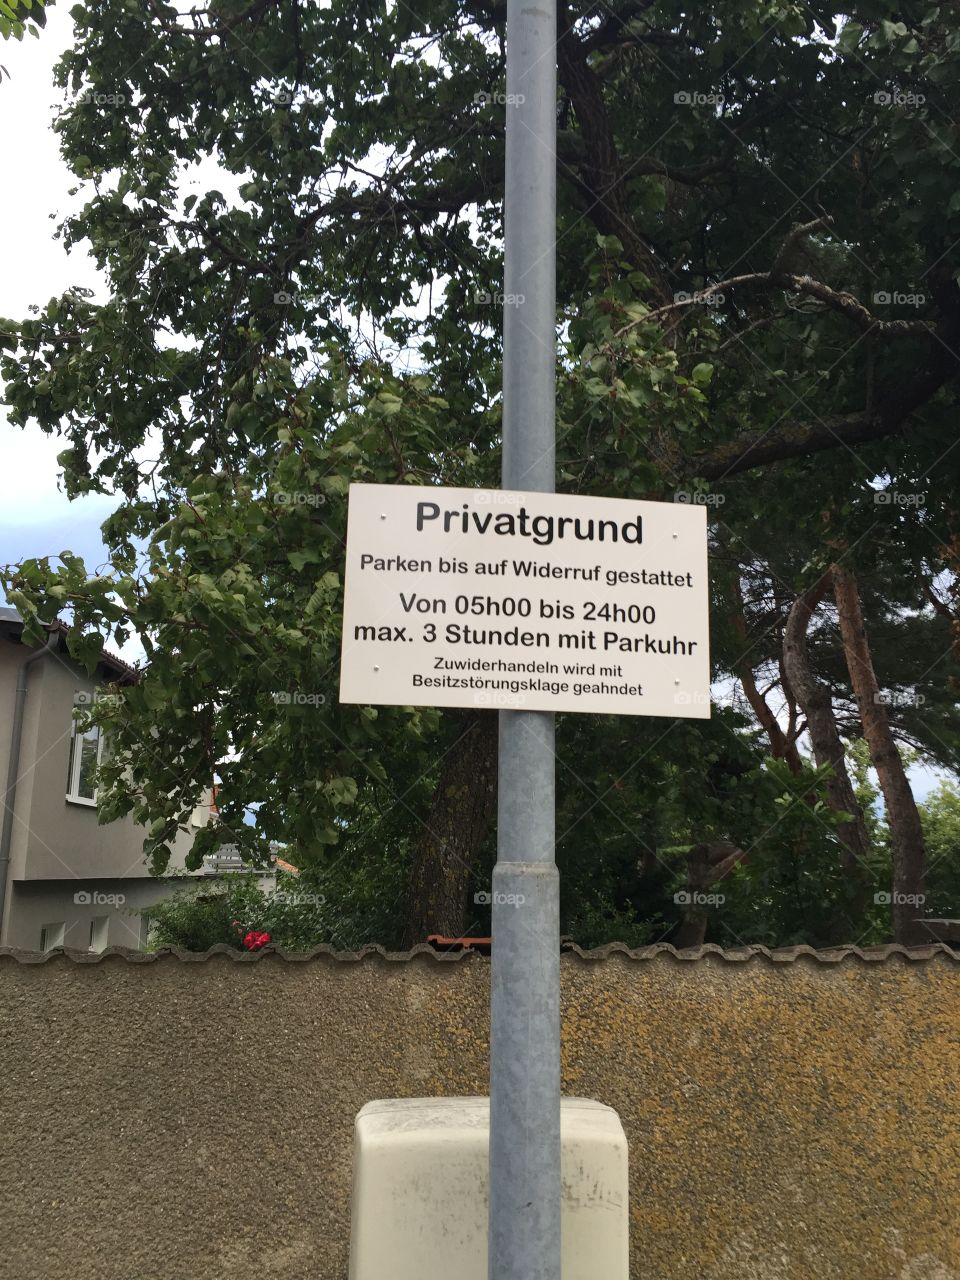 Privatgrund
Parken bis auf Widerruf gestattet
Von 05h00 bis 24h00
max. 3 Stunden mit Parkuhr
Zuwiderhandeln wird mit
Besitzstörungsklage geahndet